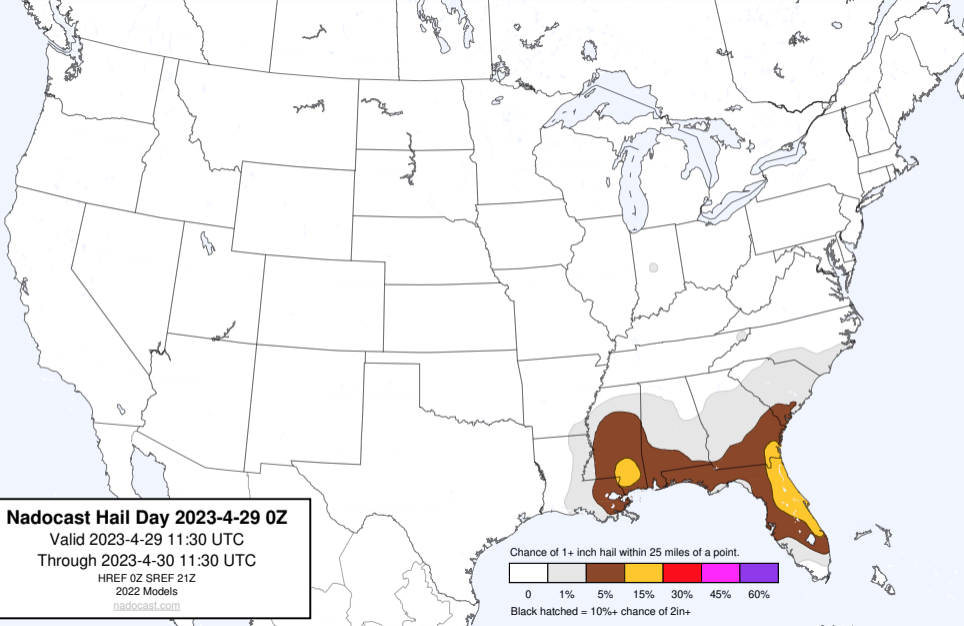 Nadocast Hail Day 2023-4-29 0Z
Valid 2023-4-29 11:30 UTC
Through 2023-4-30 11:30 UTC
HREF 0Z SREF 21Z
2022 Models
nadocast.com
Chance of 1+ inch hail within 25 miles of a point.
0 1% 5% 15% 30% 45% 60%
Black hatched = 10%+ chance of 2in+